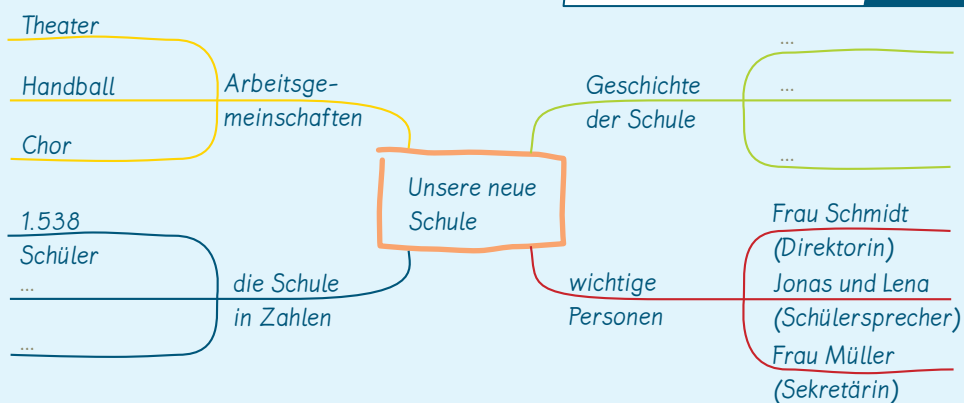 Theater
Handball
Chor
Arbeitsge-
meinschaften
Geschichte
der Schule
...
...
...
Unsere neue
Schule
1.538
Schüler
...
...
die Schule
in Zahlen
wichtige
Personen
Frau Schmidt
(Direktorin)
Jonas und Lena
(Schülersprecher)
Frau Müller
(Sekretärin)